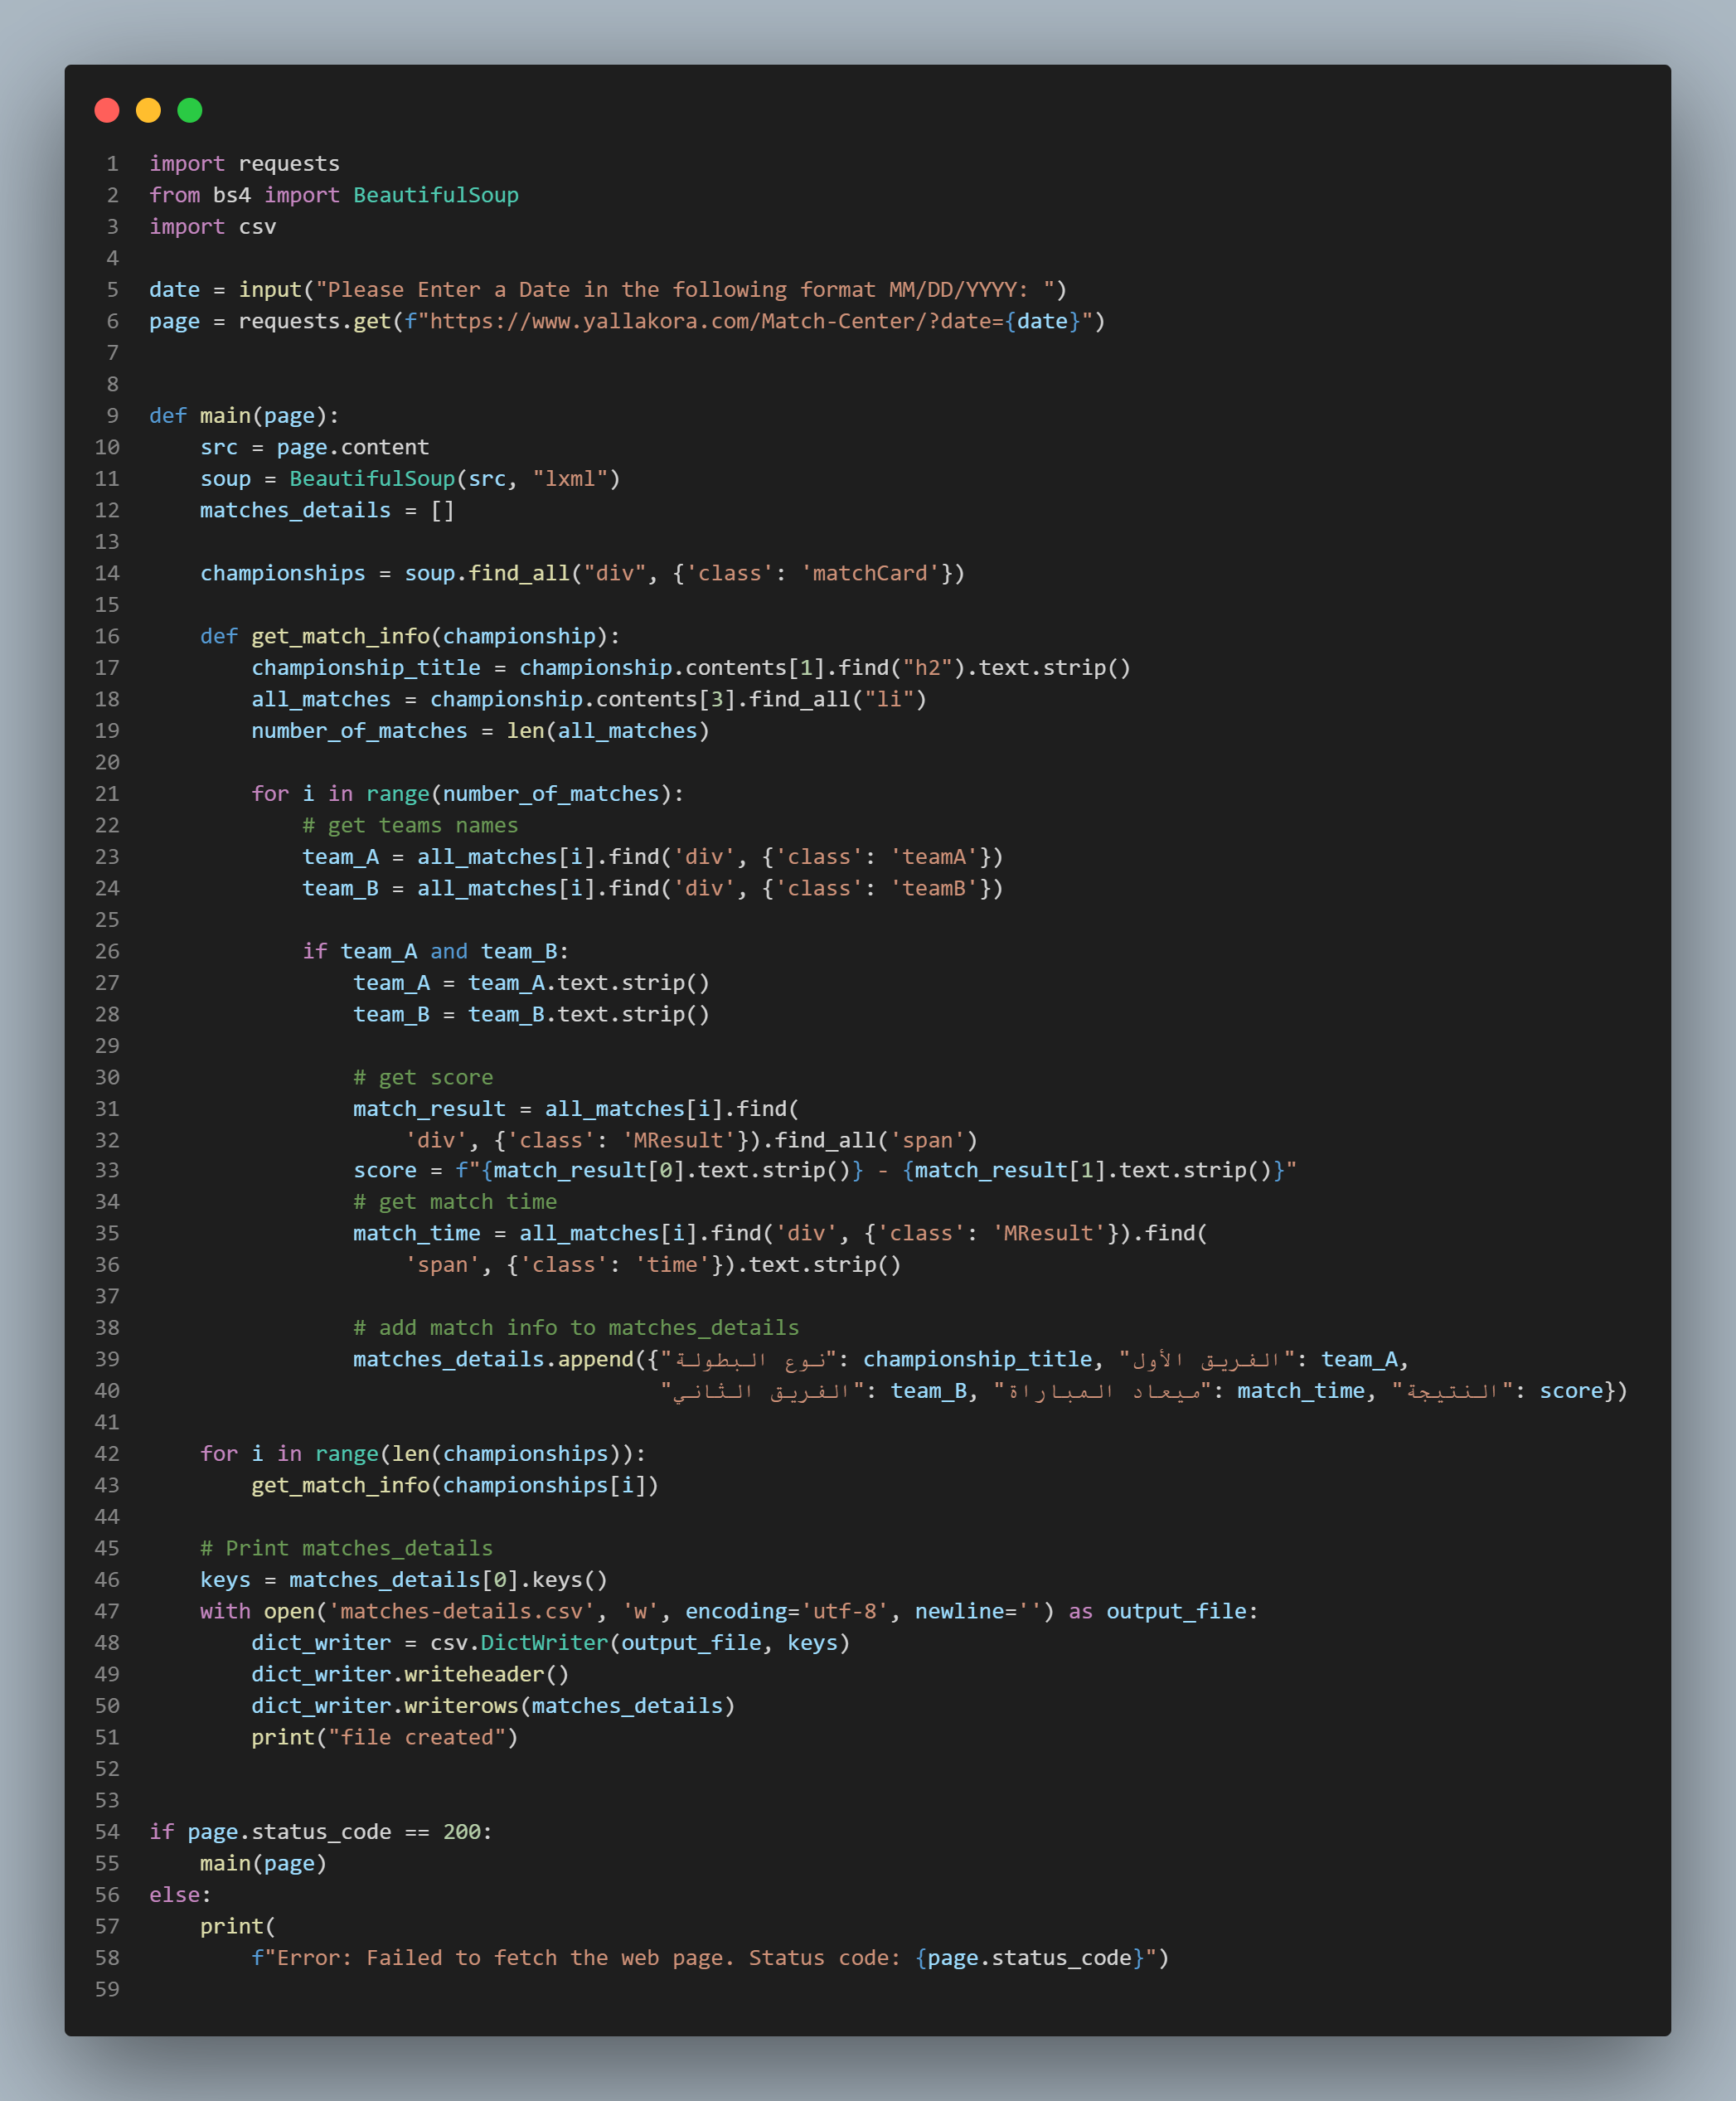 1 import requests
2 from bs4 import BeautifulSoup
3 import csv
4
5 date = input("Please Enter a Date in the following format MM/DD/YYYY: ")
6 page = requests.get(f"https://www.yallakora.com/Match-Center/?date={date}")
7
8
9 def main(page):
10     src = page.content
11     soup = BeautifulSoup(src, "lxml")
12     matches_details = []
13
14     championships = soup.find_all("div", {'class': 'matchCard'})
15
16     def get_match_info(championship):
17         championship_title = championship.contents[1].find("h2").text.strip()
18         all_matches = championship.contents[3].find_all("li")
19         number_of_matches = len(all_matches)
20
21         for i in range(number_of_matches):
22             # get teams names
23             team_A = all_matches[i].find('div', {'class': 'teamA'})
24             team_B = all_matches[i].find('div', {'class': 'teamB'})
25
26             if team_A and team_B:
27                 team_A = team_A.text.strip()
28                 team_B = team_B.text.strip()
29
30                 # get score
31                 match_result = all_matches[i].find(
32                     'div', {'class': 'MResult'}).find_all('span')
33                 score = f"{match_result[0].text.strip()} - {match_result[1].text.strip()}"
34                 # get match time
35                 match_time = all_matches[i].find('div', {'class': 'MResult'}).find(
36                     'span', {'class': 'time'}).text.strip()
37
38                 # add match info to matches_details
39                 matches_details.append({"نوع البطولة": championship_title, "الفريق الأول": team_A,
40                                         "الفريق الثاني": team_B, "ميعاد المباراة": match_time, "النتيجة": score})
41
42     for i in range(len(championships)):
43         get_match_info(championships[i])
44
45     # Print matches_details
46     keys = matches_details[0].keys()
47     with open('matches-details.csv', 'w', encoding='utf-8', newline='') as output_file:
48         dict_writer = csv.DictWriter(output_file, keys)
49         dict_writer.writeheader()
50         dict_writer.writerows(matches_details)
51         print("file created")
52
53
54 if page.status_code == 200:
55     main(page)
56 else:
57     print(
58         f"Error: Failed to fetch the web page. Status code: {page.status_code}")
59